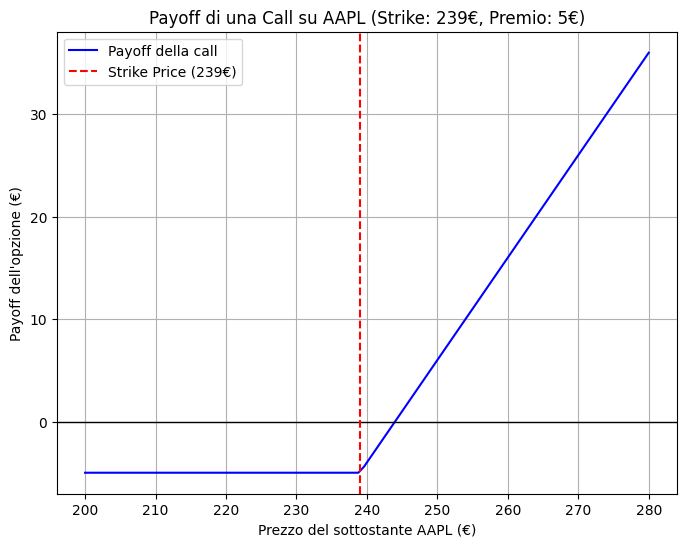 Payoff di una Call su AAPL (Strike: 239€, Premio: 5€)
Payoff della call
Strike Price (239€)
Payoff dell'opzione (€)
30
20
10
0
200 210 220 230 240 250 260 270 280
Prezzo del sottostante AAPL (€)